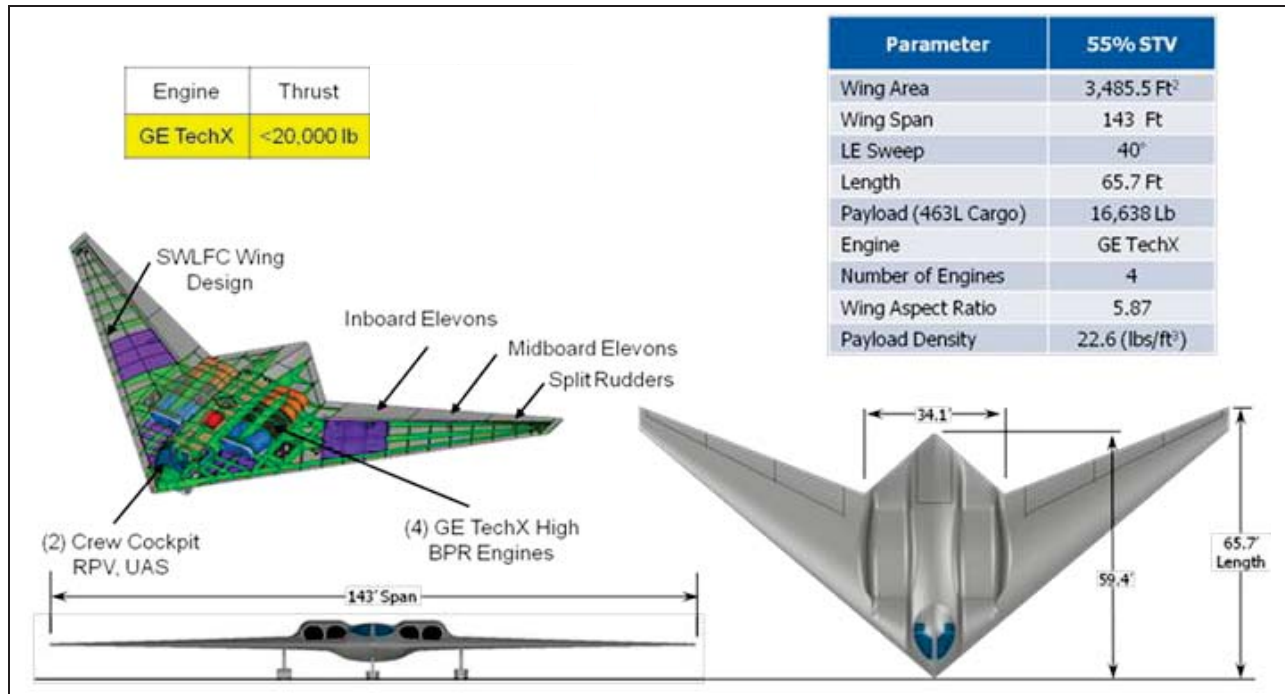 Engine Thrust
GE TechX <20,000 lb
Parameter 55% STV
Wing Area 3,485.5 Ft²
Wing Span 143 Ft
LE Sweep 40°
Length 65.7 Ft
Payload (463L Cargo) 16,638 Lb
Engine GE TechX
Number of Engines 4
Wing Aspect Ratio 5.87
Payload Density 22.6 (lbs/ft³)
SWLFC Wing
Design
Inboard Elevons
Midboard Elevons
Split Rudders
(2) Crew Cockpit
RPV, UAS
(4) GE TechX High
BPR Engines
143' Span
34.1'
59.4'
65.7'
Length